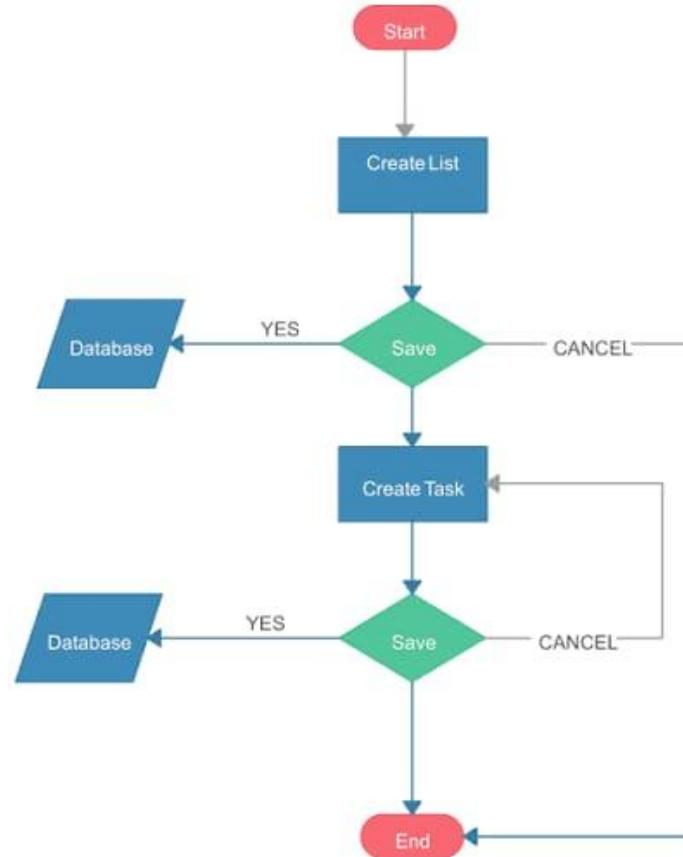 Start
Create List
YES
Database
Save
CANCEL
Create Task
YES
Database
Save
CANCEL
End